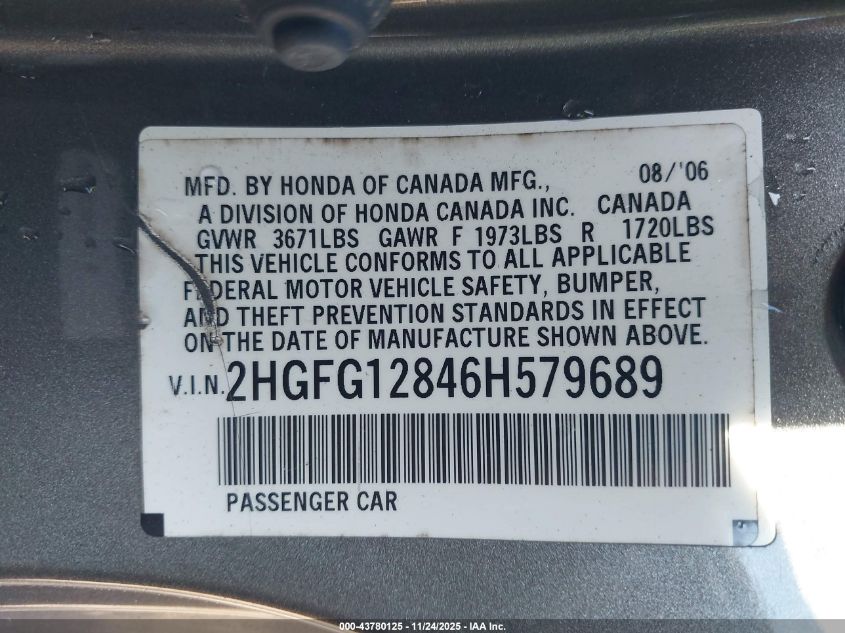 MFD. BY HONDA OF CANADA MFG., 08/'06
A DIVISION OF HONDA CANADA INC. CANADA
GVWR 3671LBS GAWR F 1973LBS R 1720LBS
THIS VEHICLE CONFORMS TO ALL APPLICABLE
FEDERAL MOTOR VEHICLE SAFETY, BUMPER,
AND THEFT PREVENTION STANDARDS IN EFFECT
ON THE DATE OF MANUFACTURE SHOWN ABOVE.
V.I.N. 2HGFG12846H579689
PASSENGER CAR
000-43780125 - 11/24/2025 - IAA Inc.